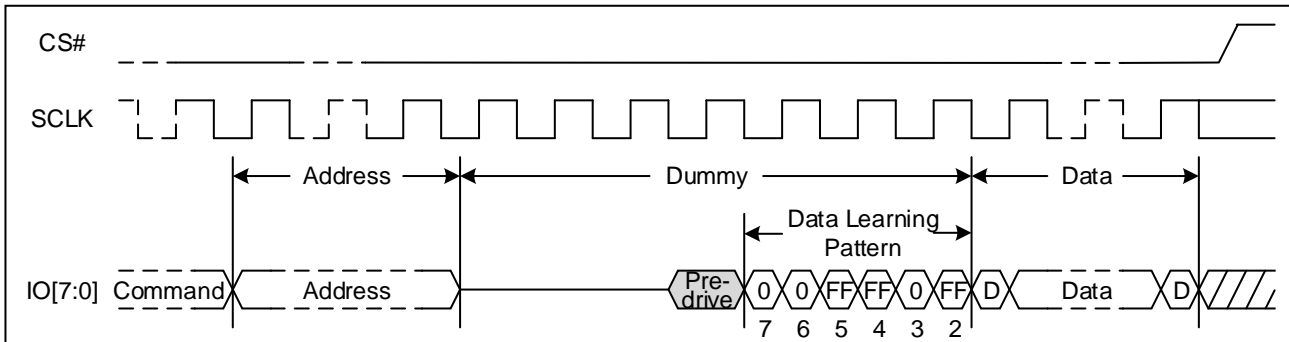 CS#
SCLK
Address Dummy Data
Data Learning
Pattern
IO[7:0] Command Address Pre-
drive 0 0 FF FF 0 FF D Data D
7 6 5 4 3 2